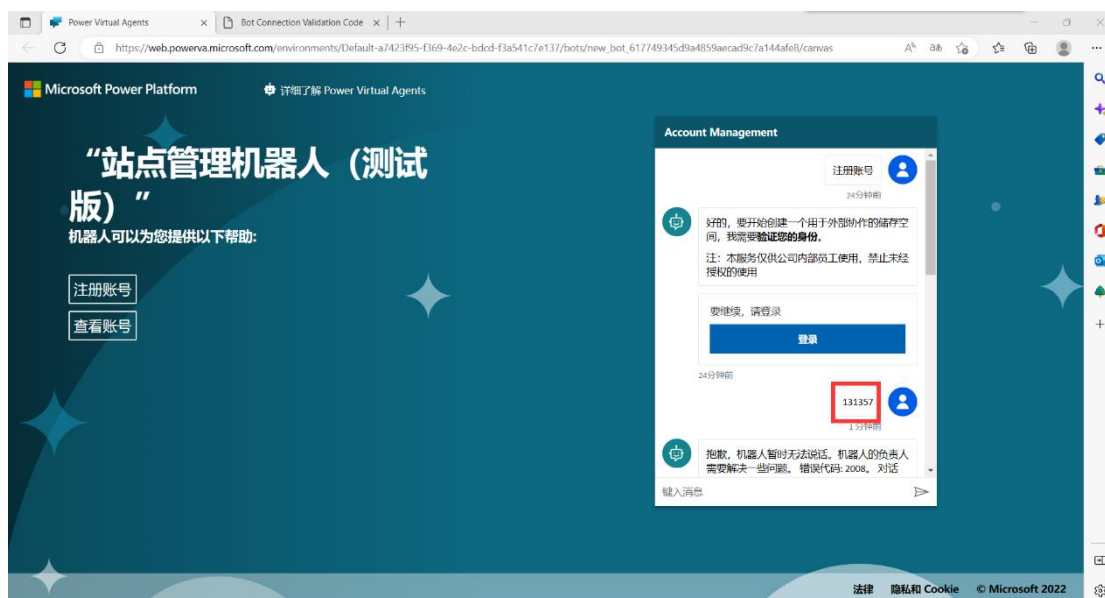 Power Virtual Agents
Bot Connection Validation Code
https://web.powerva.microsoft.com/environments/Default-a7423f95-f369-4e2c-bdcd-f3a541c7e137/bots/new_bot_617749345d9a4859aecad9c7a144afe8/canvas
Microsoft Power Platform
详细了解 Power Virtual Agents
“站点管理机器人（测试
版）”
机器人可以为您提供以下帮助:
注册账号
查看账号
Account Management
注册账号
24分钟前
好的，要开始创建一个用于外部协作的储存空
间，我需要验证您的身份。
注：本服务仅供公司内部员工使用，禁止未经
授权的使用
要继续，请登录
登录
24分钟前
131357
1 分钟前
抱歉，机器人暂时无法说话。机器人的负责人
需要解决一些问题。 错误代码: 2008。 对话
键入消息
法律 隐私和 Cookie © Microsoft 2022